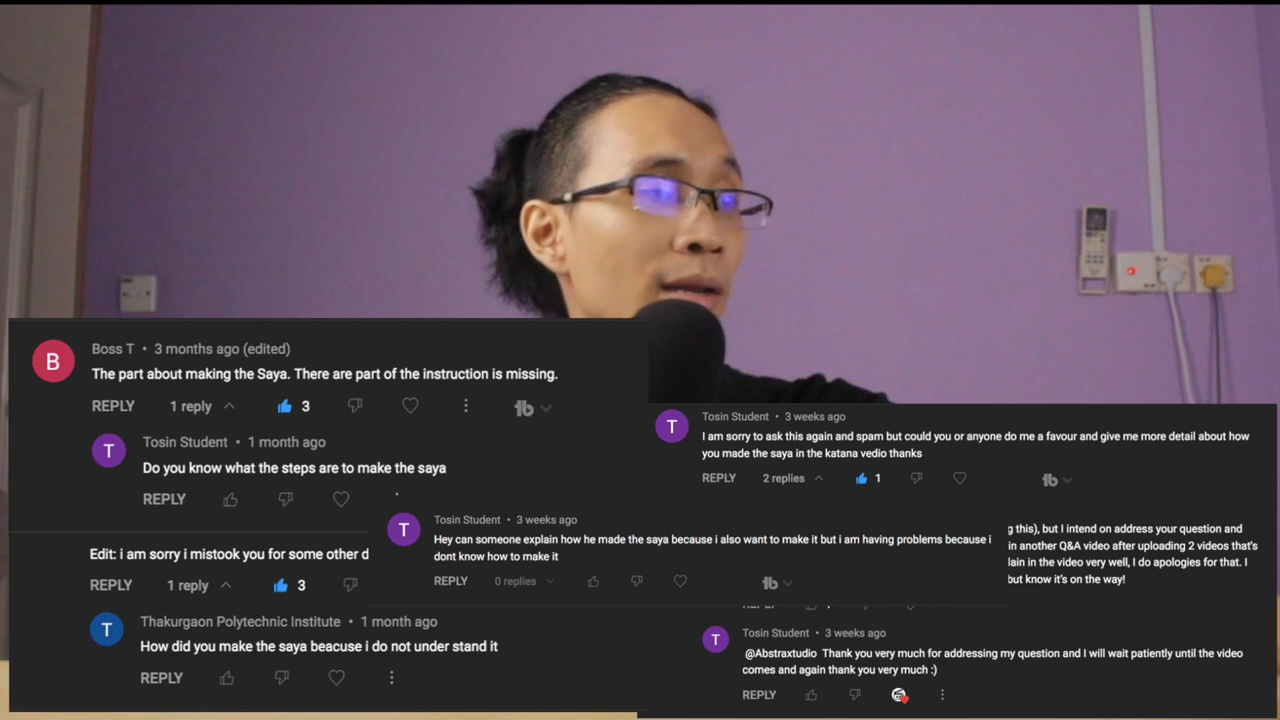 B
Boss T • 3 months ago (edited)
The part about making the Saya. There are part of the instruction is missing.
REPLY 1 reply 3
T
Tosin Student • 1 month ago
Do you know what the steps are to make the saya
REPLY
Edit: i am sorry i mistook you for some other d
REPLY 1 reply 3
T
Thakurgaon Polytechnic Institute • 1 month ago
How did you make the saya beacuse i do not under stand it
REPLY
T
Tosin Student • 3 weeks ago
Hey can someone explain how he made the saya because i also want to make it but i am having problems because i
dont know how to make it
REPLY 0 replies
T
Tosin Student • 3 weeks ago
I am sorry to ask this again and spam but could you or anyone do me a favour and give me more detail about how
you made the saya in the katana vedio thanks
REPLY 2 replies 1
g this), but I intend on address your question and
in another Q&A video after uploading 2 videos that's
lain in the video very well, I do apologies for that. I
but know it's on the way!
T
Tosin Student • 3 weeks ago
@Abstraxtudio Thank you very much for addressing my question and I will wait patiently until the video
comes and again thank you very much :)
REPLY